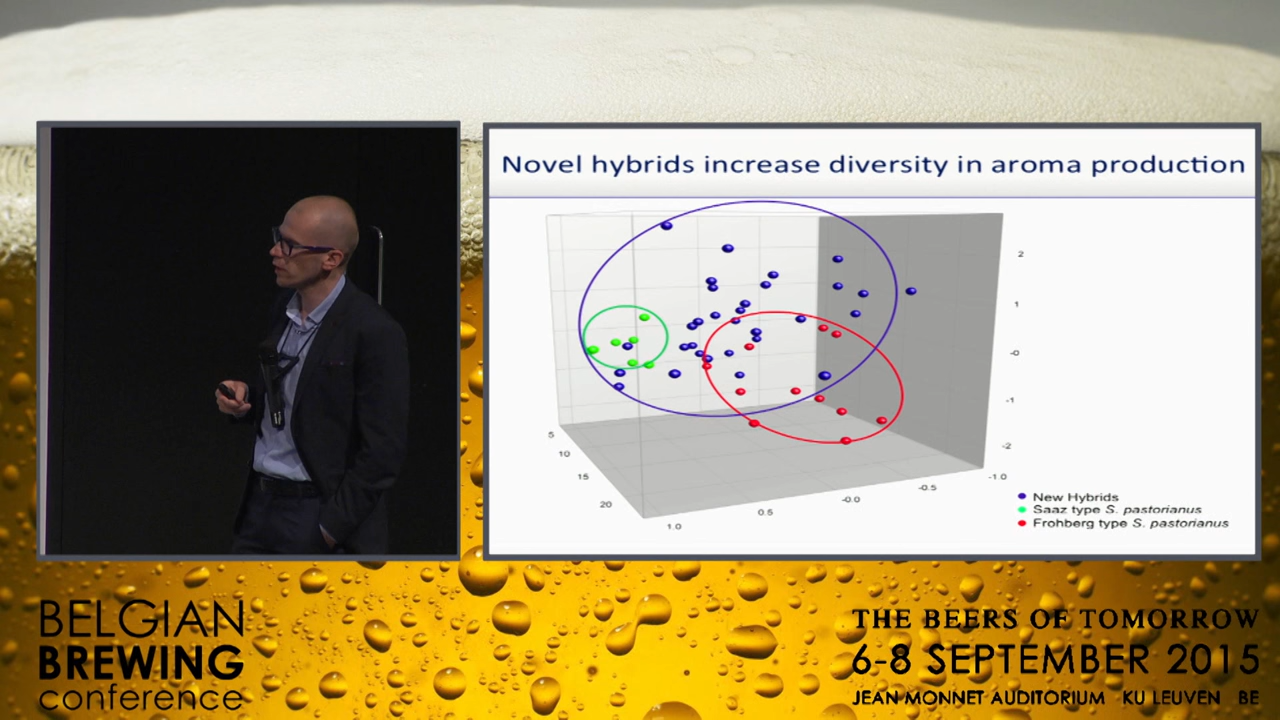 Novel hybrids increase diversity in aroma production
2
1
-0
-1
-2
5
10
15
20
1.0
0.5
-0.0
-0.5
-1.0
New Hybrids
Saaz type S. pastorianus
Frohberg type S. pastorianus
BELGIAN
BREWING
conference
THE BEERS OF TOMORROW
6-8 SEPTEMBER 2015
JEAN MONNET AUDITORIUM KU LEUVEN BE